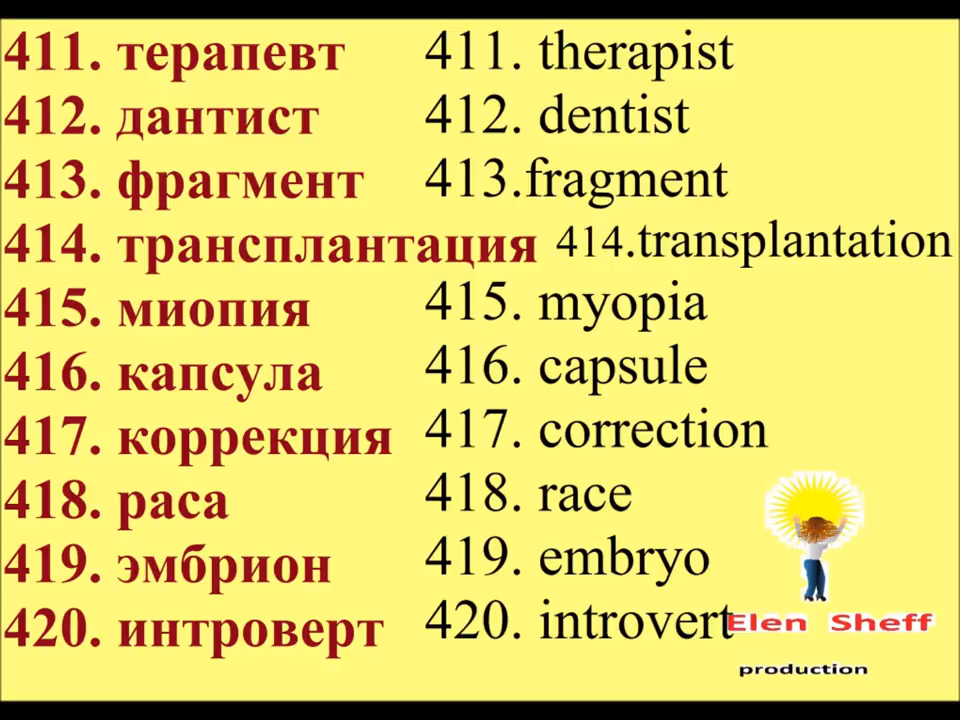 411. терапевт 411. therapist
412. дантист 412. dentist
413. фрагмент 413.fragment
414. трансплантация 414.transplantation
415. миопия 415. myopia
416. капсула 416. capsule
417. коррекция 417. correction
418. раса 418. race
419. эмбрион 419. embryo
420. интроверт 420. introvert
Elen Sheff
production